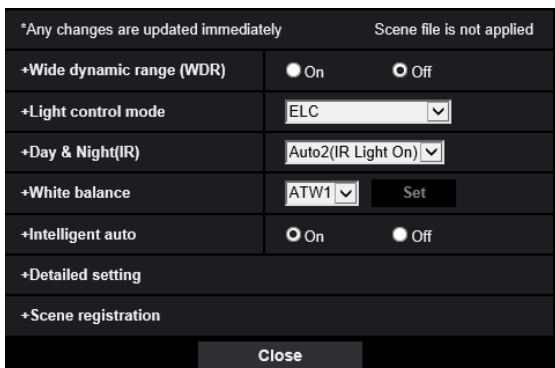 *Any changes are updated immediately Scene file is not applied
+Wide dynamic range (WDR) On Off
+Light control mode ELC
+Day & Night(IR) Auto2(IR Light On)
+White balance ATW1 Set
+Intelligent auto On Off
+Detailed setting
+Scene registration
Close